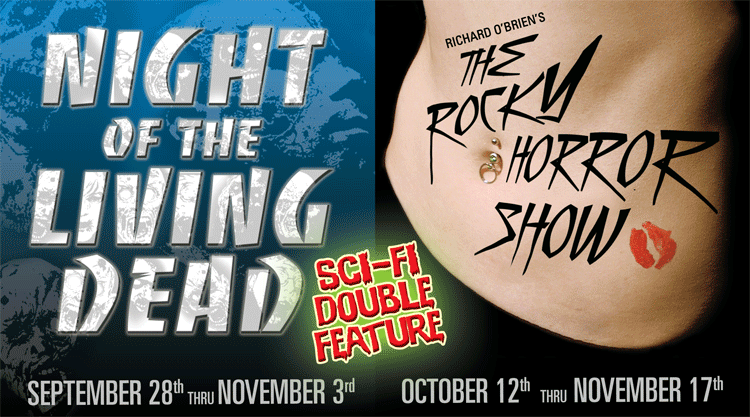 NIGHT
OF THE
LIVING
DEAD
SEPTEMBER 28th THRU NOVEMBER 3rd
SCI-FI
DOUBLE
FEATURE
RICHARD O'BRIEN'S
THE
ROCKY
HORROR
SHOW
OCTOBER 12th THRU NOVEMBER 17th